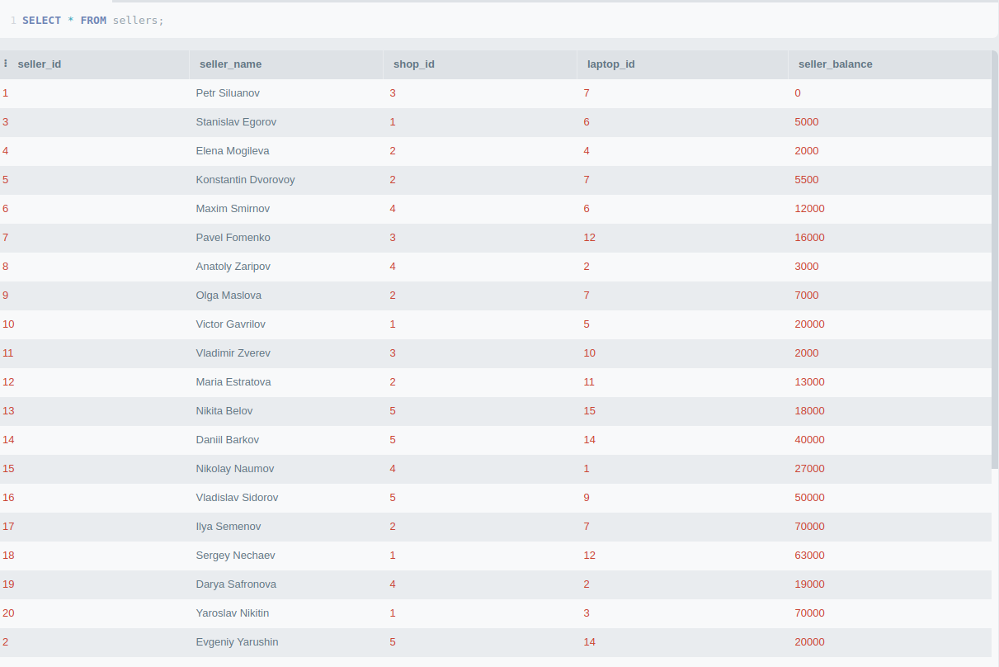 1 SELECT * FROM sellers;
seller_id seller_name shop_id laptop_id seller_balance
1 Petr Siluanov 3 7 0
3 Stanislav Egorov 1 6 5000
4 Elena Mogileva 2 4 2000
5 Konstantin Dvorovoy 2 7 5500
6 Maxim Smirnov 4 6 12000
7 Pavel Fomenko 3 12 16000
8 Anatoly Zaripov 4 2 3000
9 Olga Maslova 2 7 7000
10 Victor Gavrilov 1 5 20000
11 Vladimir Zverev 3 10 2000
12 Maria Estratova 2 11 13000
13 Nikita Belov 5 15 18000
14 Daniil Barkov 5 14 40000
15 Nikolay Naumov 4 1 27000
16 Vladislav Sidorov 5 9 50000
17 Ilya Semenov 2 7 70000
18 Sergey Nechaev 1 12 63000
19 Darya Safronova 4 2 19000
20 Yaroslav Nikitin 1 3 70000
2 Evgeniy Yarushin 5 14 20000